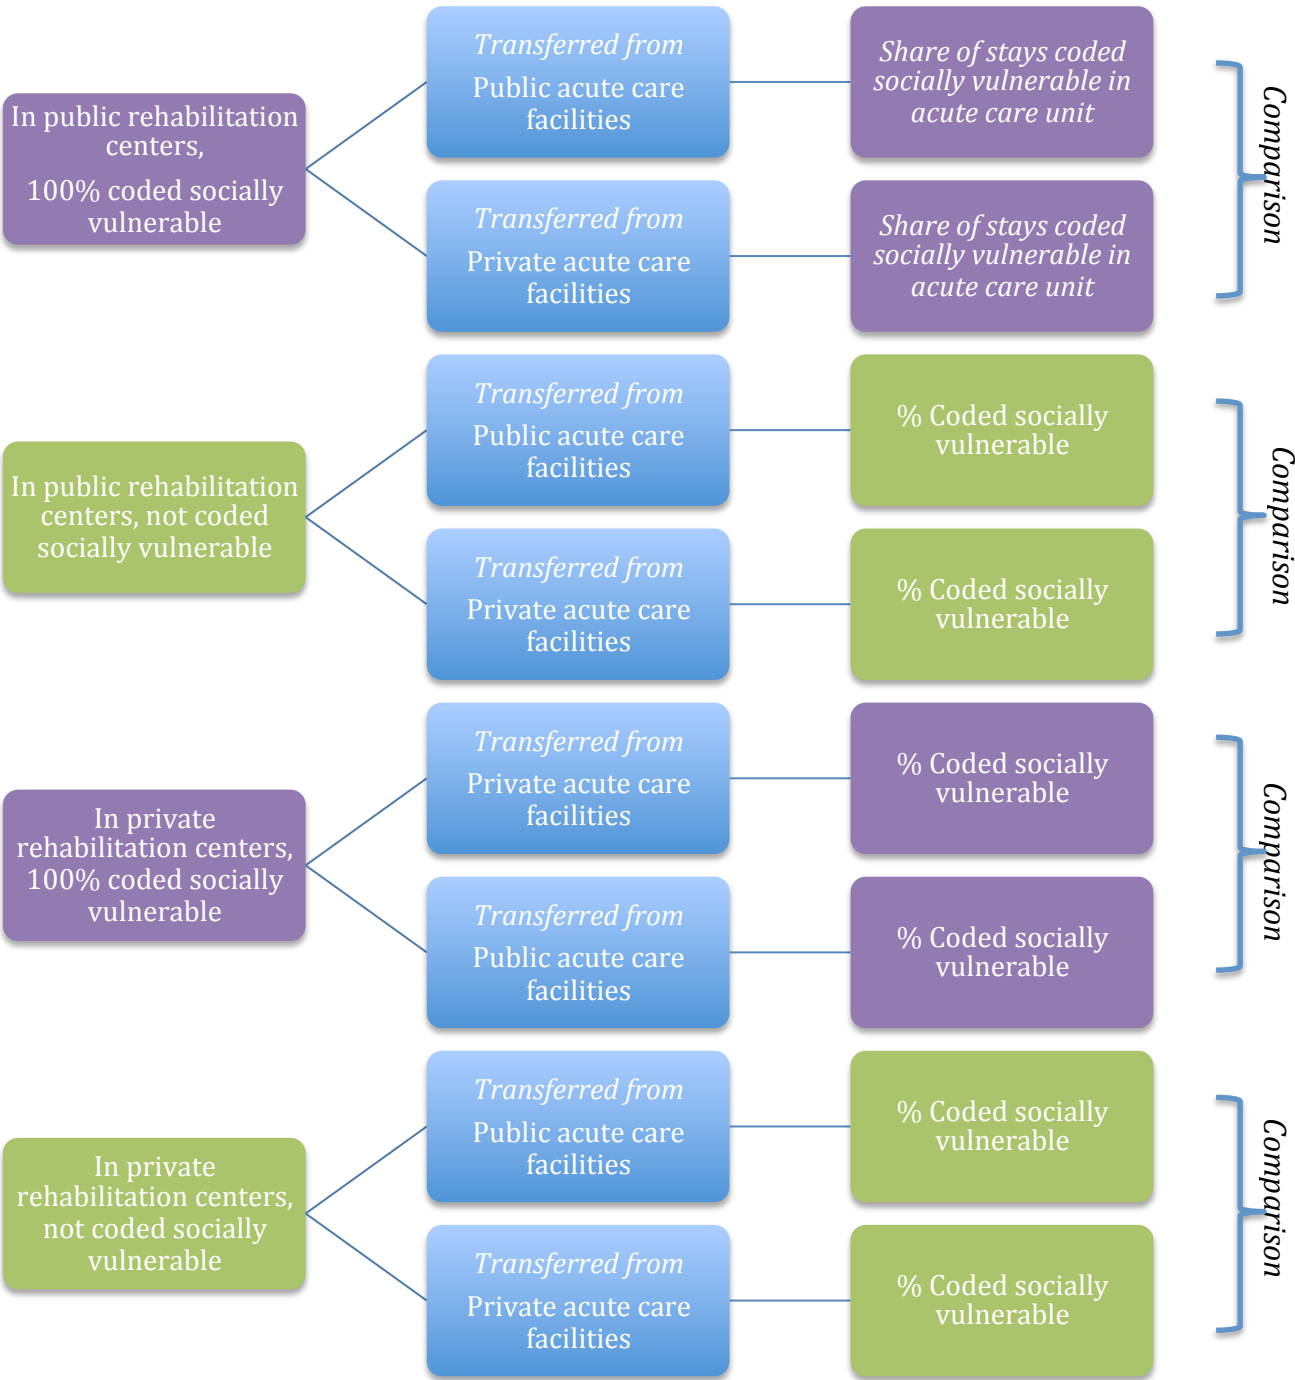 In public rehabilitation
centers,
100% coded socially
vulnerable
Transferred from
Public acute care
facilities
Share of stays coded
socially vulnerable in
acute care unit
Transferred from
Private acute care
facilities
Share of stays coded
socially vulnerable in
acute care unit
Comparison
In public rehabilitation
centers, not coded
socially vulnerable
Transferred from
Public acute care
facilities
% Coded socially
vulnerable
Transferred from
Private acute care
facilities
% Coded socially
vulnerable
Comparison
In private
rehabilitation centers,
100% coded socially
vulnerable
Transferred from
Private acute care
facilities
% Coded socially
vulnerable
Transferred from
Public acute care
facilities
% Coded socially
vulnerable
Comparison
In private
rehabilitation centers,
not coded socially
vulnerable
Transferred from
Public acute care
facilities
% Coded socially
vulnerable
Transferred from
Private acute care
facilities
% Coded socially
vulnerable
Comparison